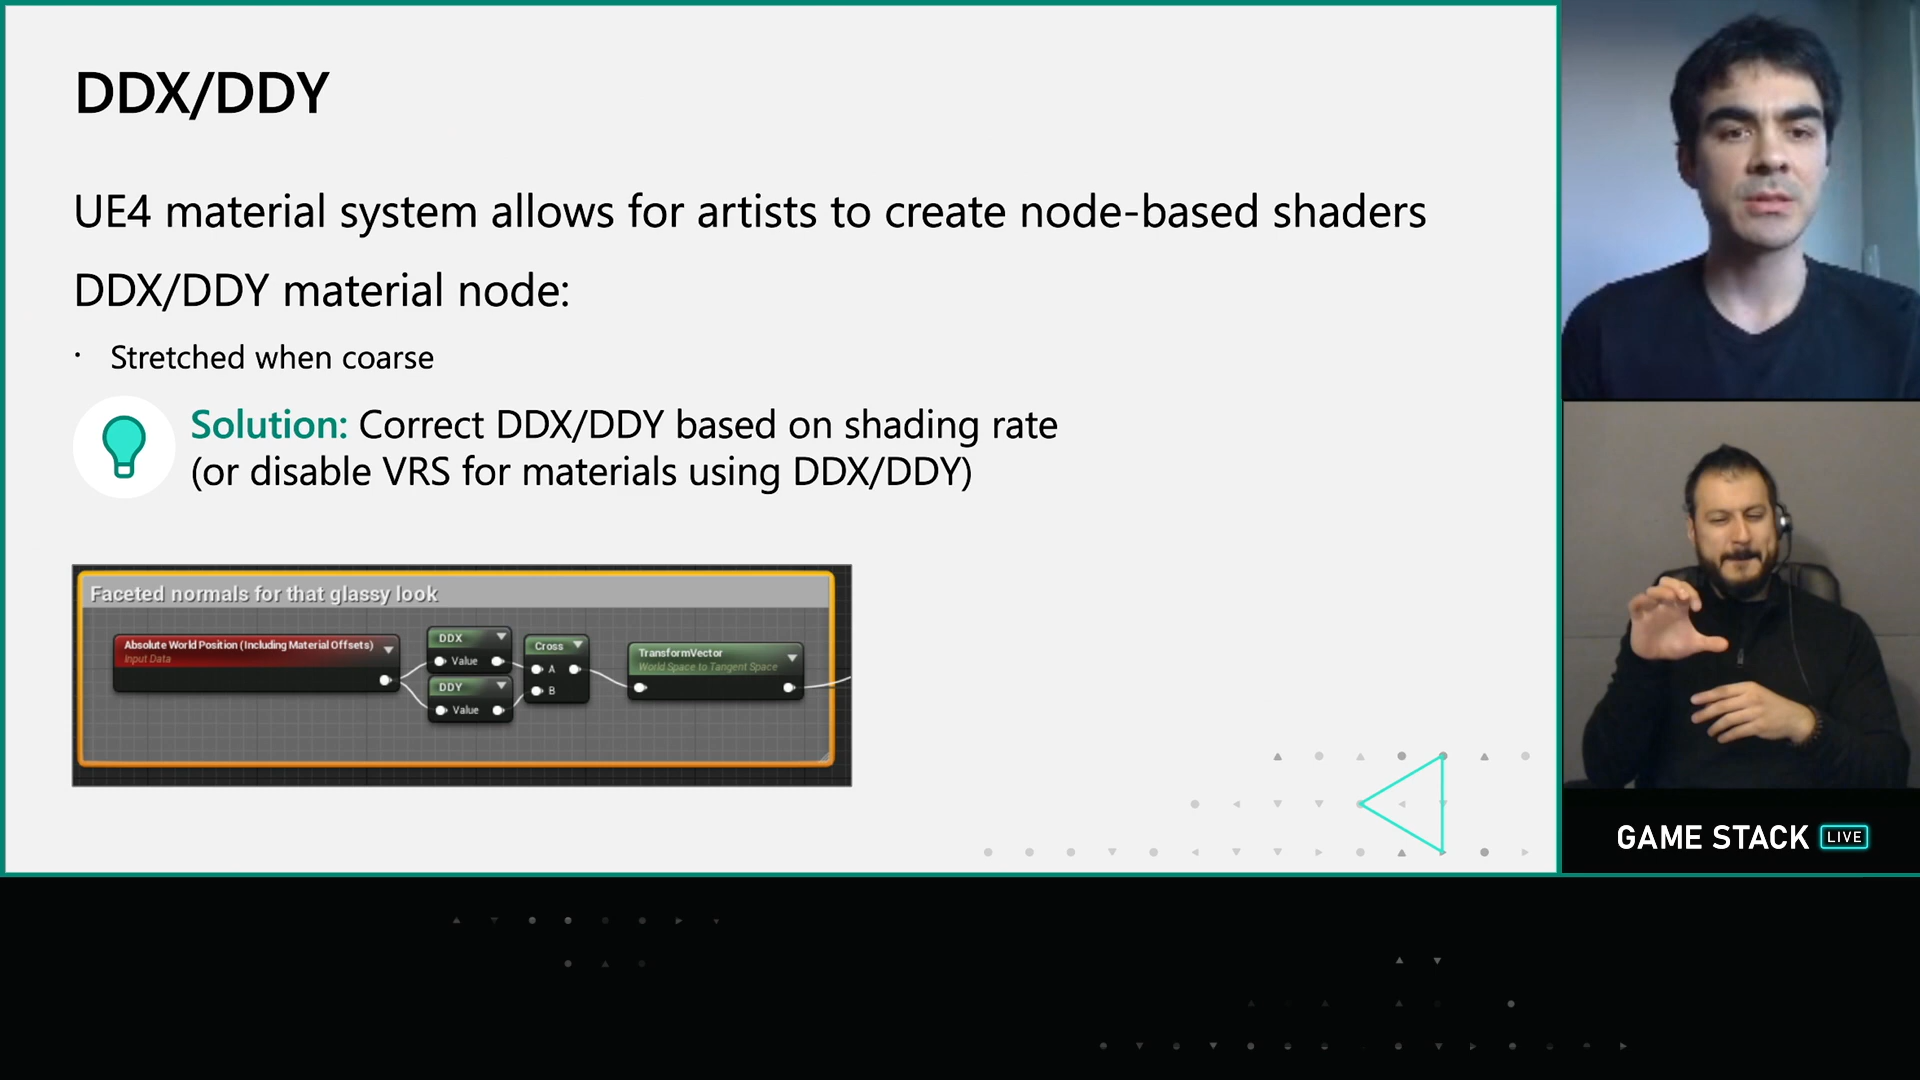 DDX/DDY
UE4 material system allows for artists to create node-based shaders
DDX/DDY material node:
· Stretched when coarse
Solution: Correct DDX/DDY based on shading rate
(or disable VRS for materials using DDX/DDY)
Faceted normals for that glassy look
Absolute World Position (Including Material Offsets)
Input Data
DDX
Value
DDY
Value
Cross
A
B
TransformVector
World Space to Tangent Space
GAME STACK LIVE